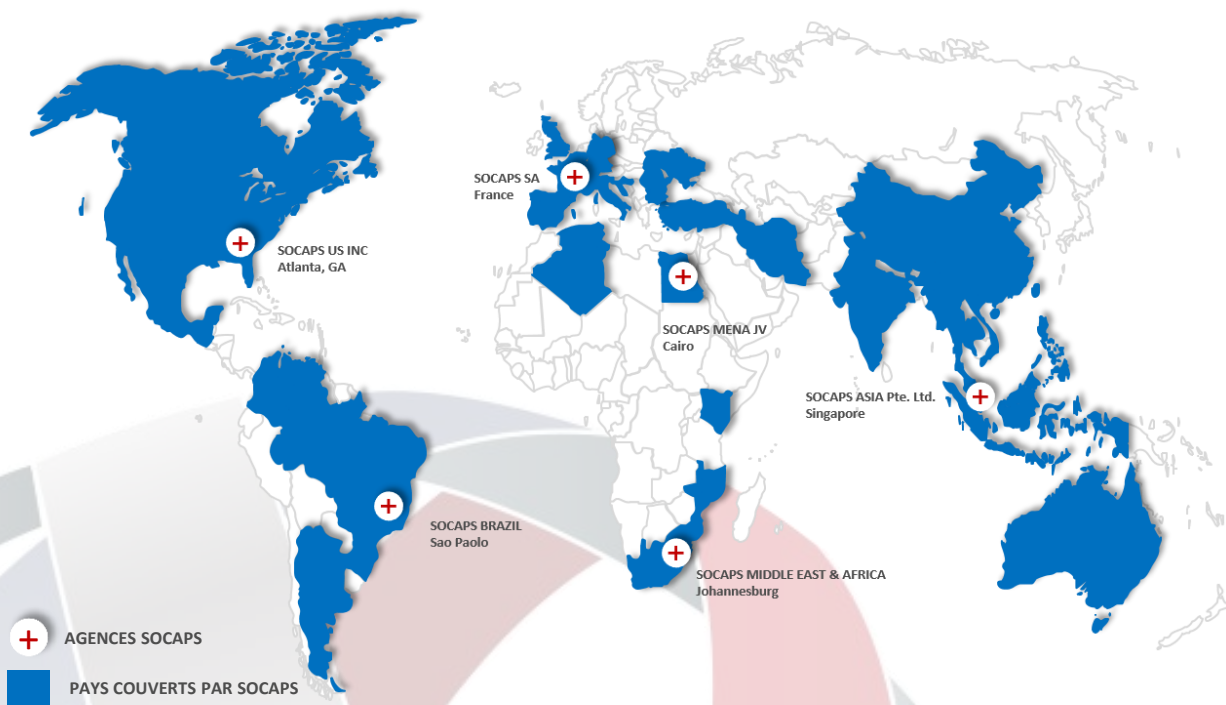 SOCAPS SA
France
SOCAPS US INC
Atlanta, GA
SOCAPS MENA JV
Cairo
SOCAPS ASIA Pte. Ltd.
Singapore
SOCAPS BRAZIL
Sao Paolo
SOCAPS MIDDLE EAST & AFRICA
Johannesburg
AGENCES SOCAPS
PAYS COUVERTS PAR SOCAPS